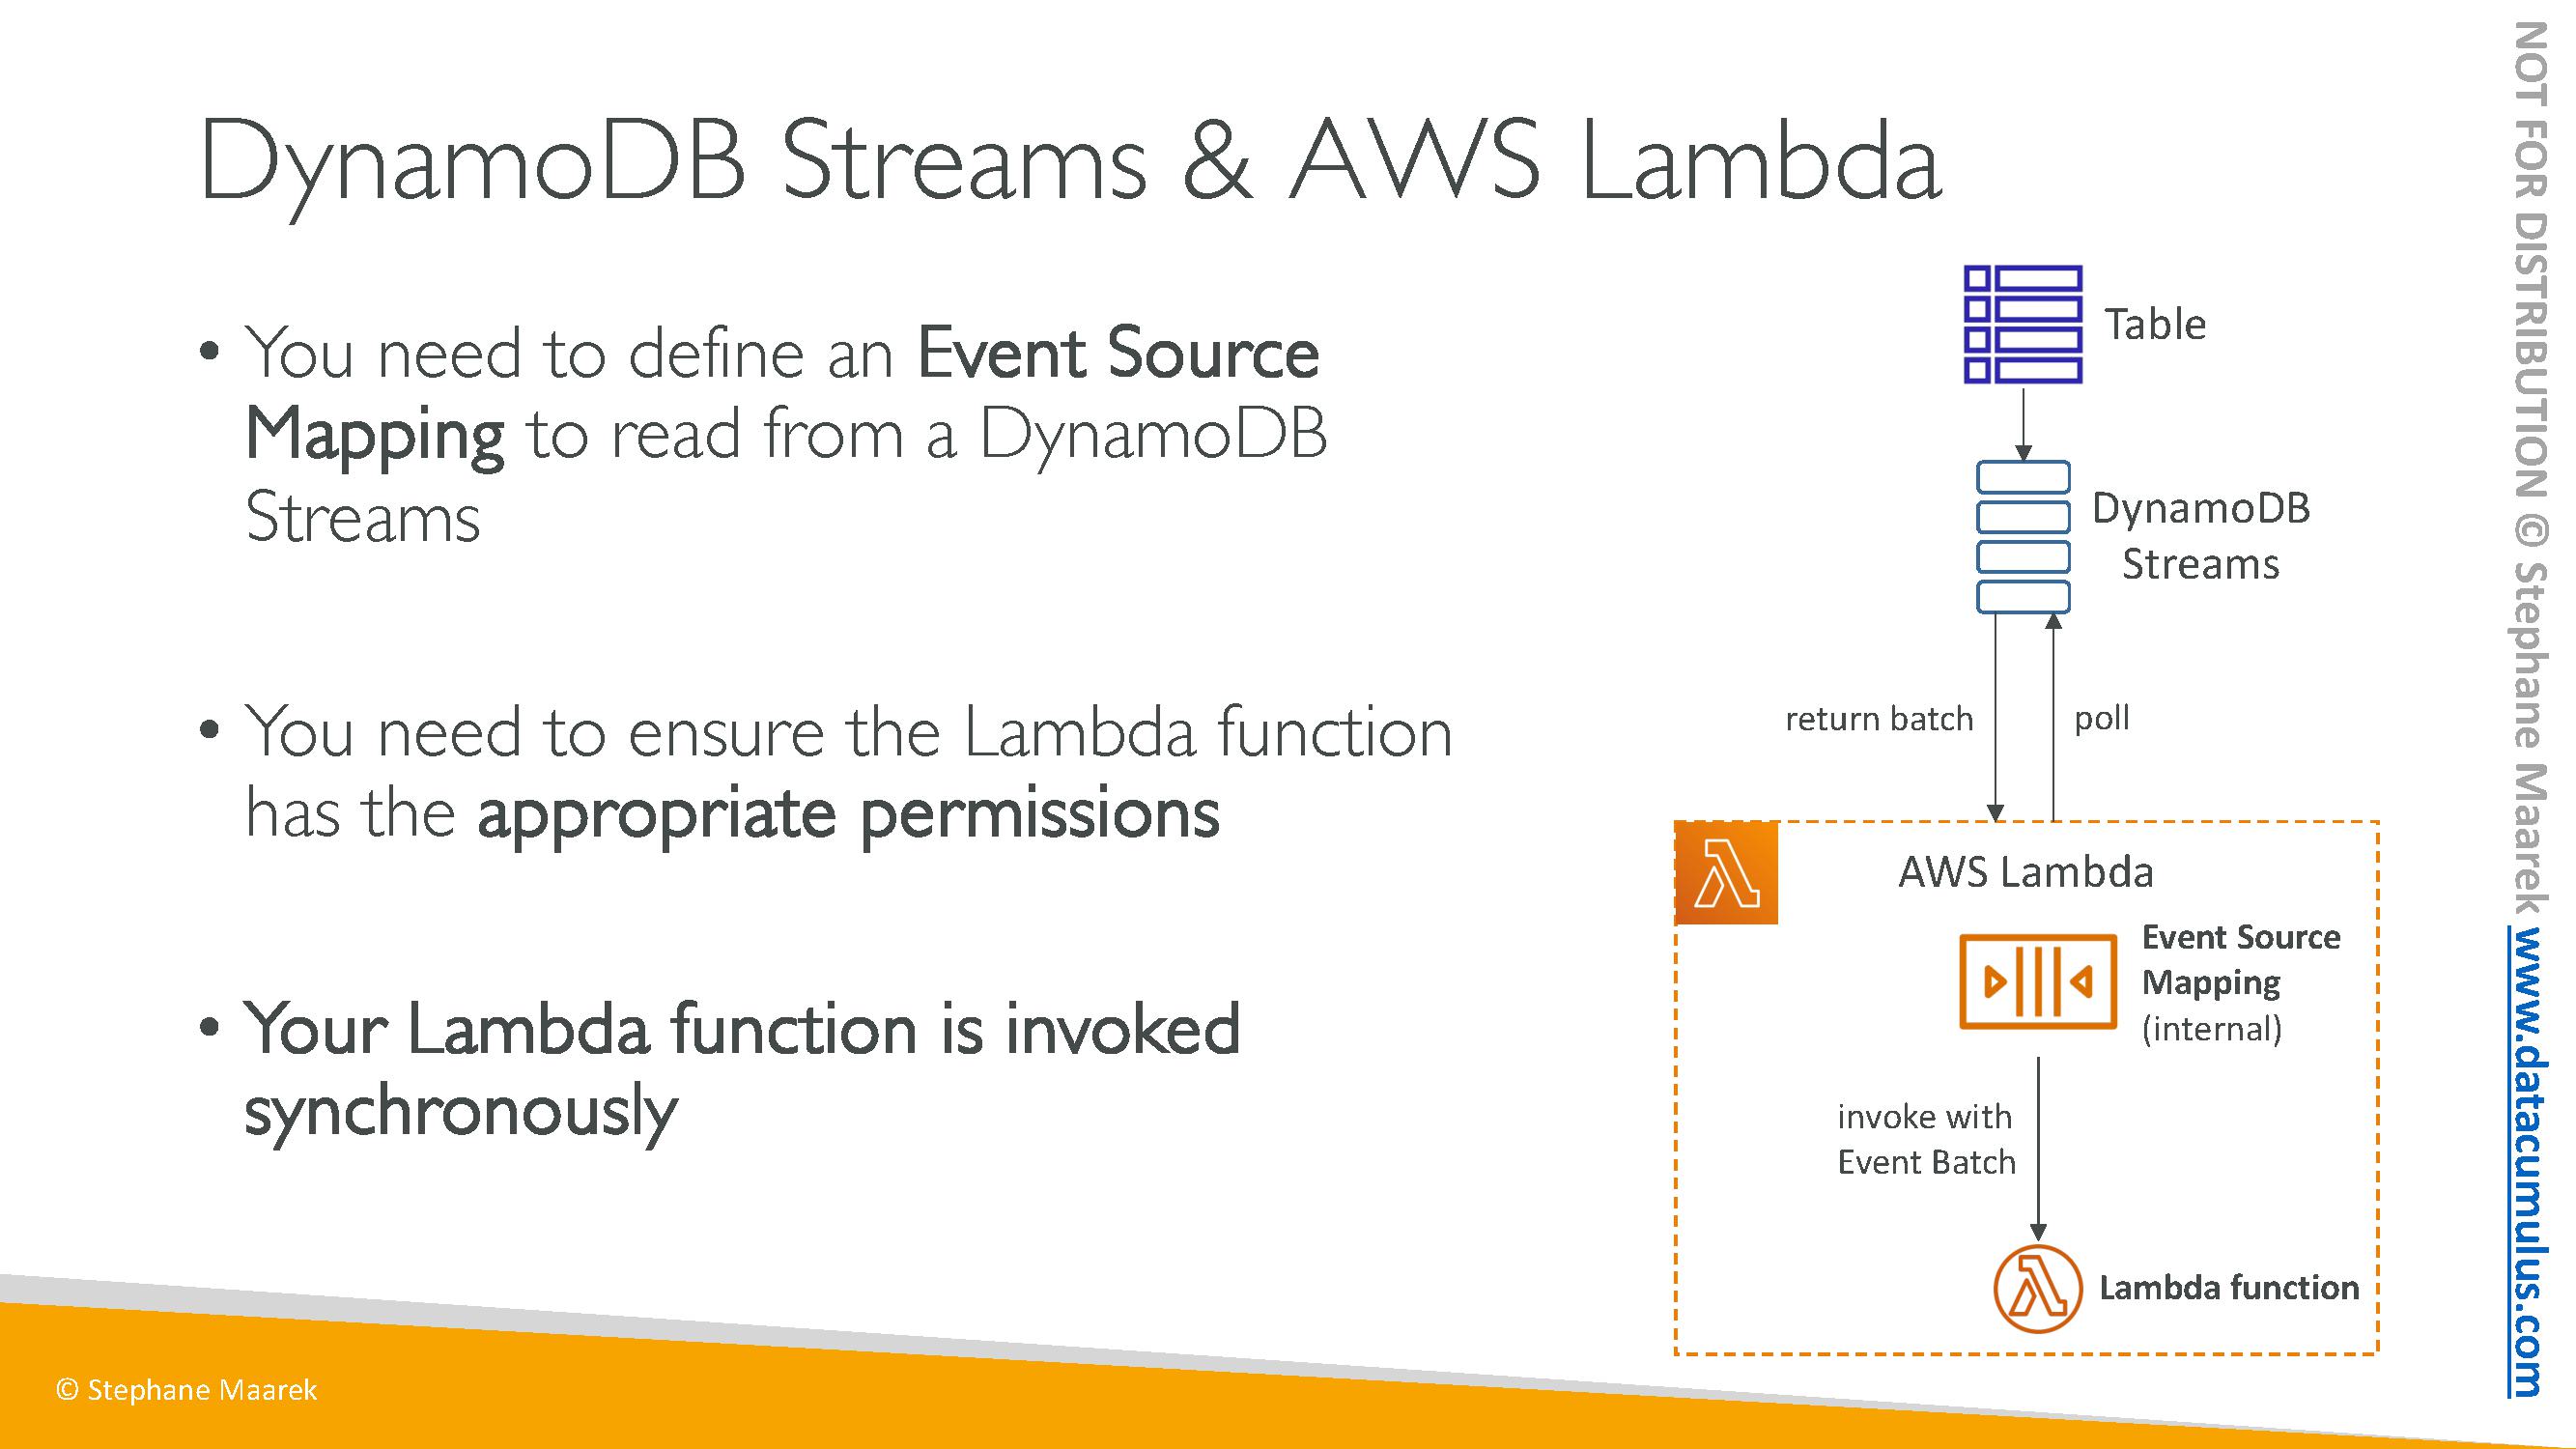 DynamoDB Streams & AWS Lambda
• You need to define an Event Source
Mapping to read from a DynamoDB
Streams
• You need to ensure the Lambda function
has the appropriate permissions
• Your Lambda function is invoked
synchronously
Table
DynamoDB
Streams
return batch
poll
AWS Lambda
Event Source
Mapping
(internal)
invoke with
Event Batch
Lambda function
© Stephane Maarek
NOT FOR DISTRIBUTION © Stephane Maarek www.datacumulus.com